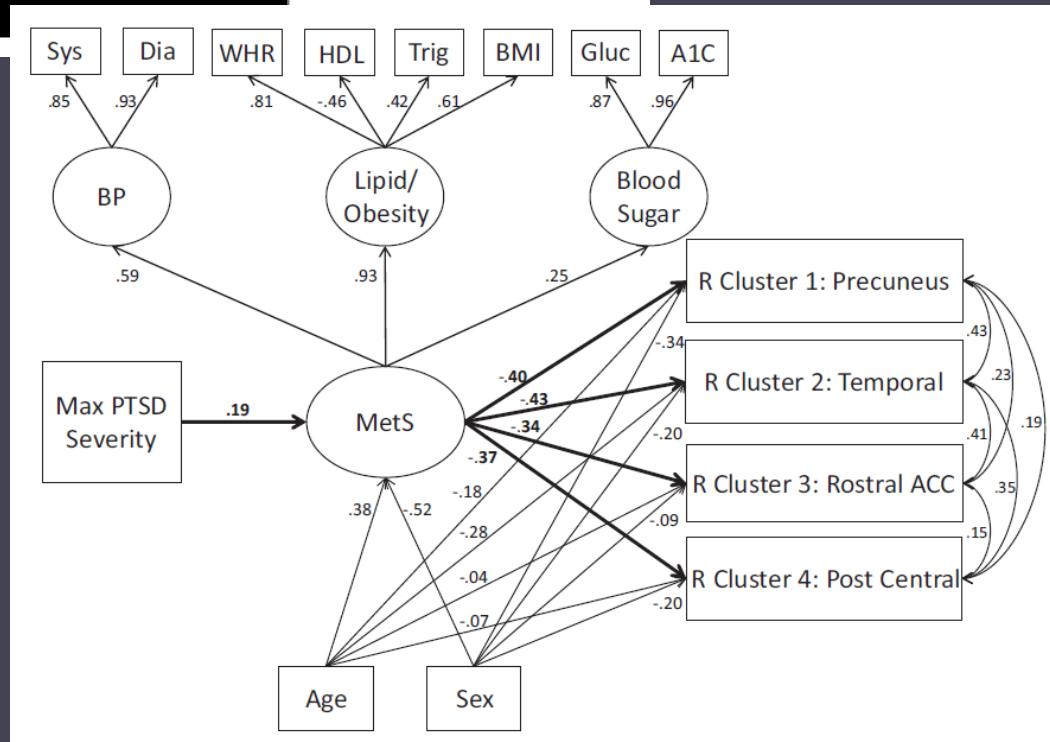 Sys
Dia
WHR
HDL
Trig
BMI
Gluc
A1C
.85
.93
.81
-.46
.42
.61
.87
.96
BP
Lipid/
Obesity
Blood
Sugar
.59
.93
.25
R Cluster 1: Precuneus
-.34
.43
R Cluster 2: Temporal
-.40
.23
Max PTSD
Severity
.19
MetS
-.43
-.34
-.20
.41
.19
-.37
R Cluster 3: Rostral ACC
.35
-.18
.38
-.52
-.09
-.28
.15
-.04
R Cluster 4: Post Central
-.20
-.07
Age
Sex